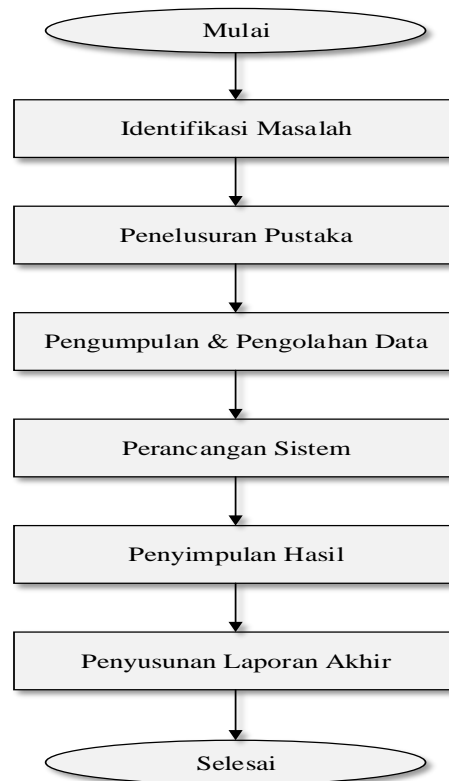 Mulai
Identifikasi Masalah
Penelusuran Pustaka
Pengumpulan & Pengolahan Data
Perancangan Sistem
Penyimpulan Hasil
Penyusunan Laporan Akhir
Selesai